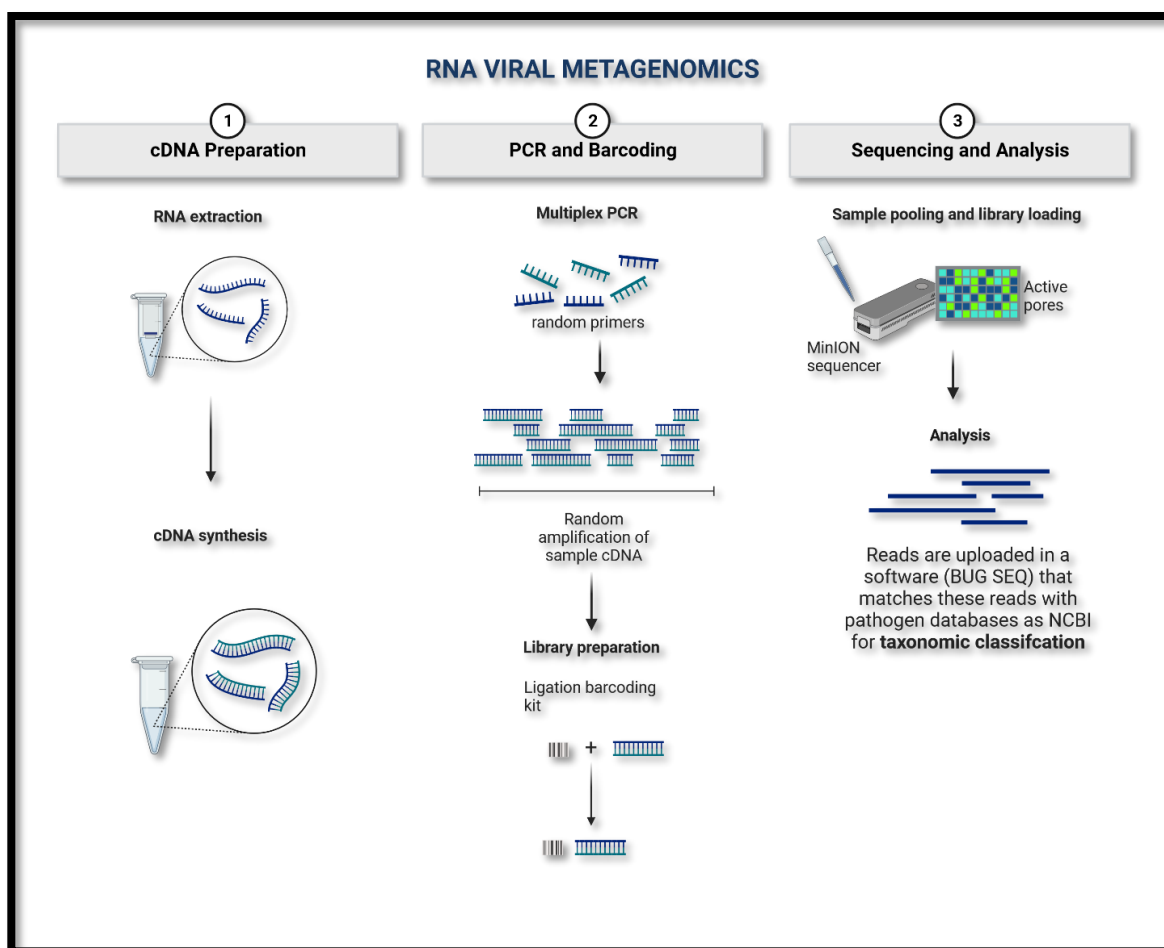 RNA VIRAL METAGENOMICS
1
cDNA Preparation
RNA extraction
cDNA synthesis
2
PCR and Barcoding
Multiplex PCR
random primers
Random
amplification of
sample cDNA
Library preparation
Ligation barcoding
kit
+
3
Sequencing and Analysis
Sample pooling and library loading
Active
pores
MinION
sequencer
Analysis
Reads are uploaded in a
software (BUG SEQ) that
matches these reads with
pathogen databases as NCBI
for taxonomic classifcation